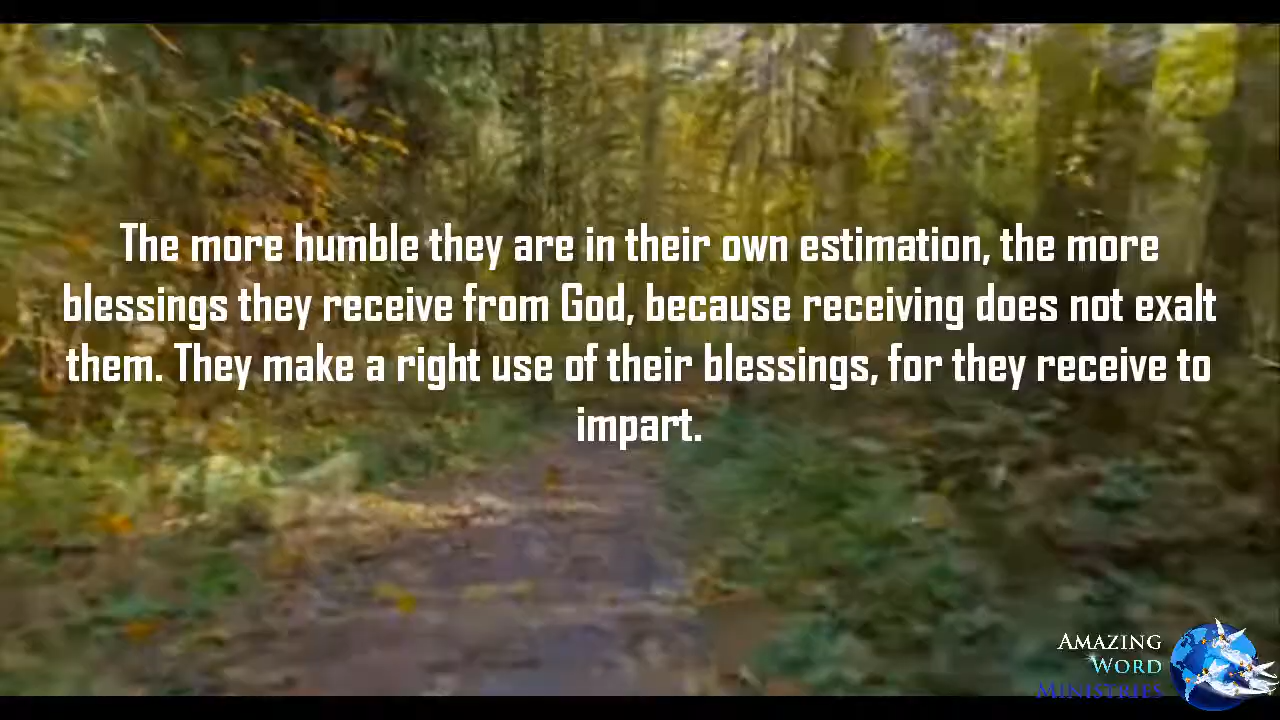 The more humble they are in their own estimation, the more
blessings they receive from God, because receiving does not exalt
them. They make a right use of their blessings, for they receive to
impart.
Amazing
Word
Ministries